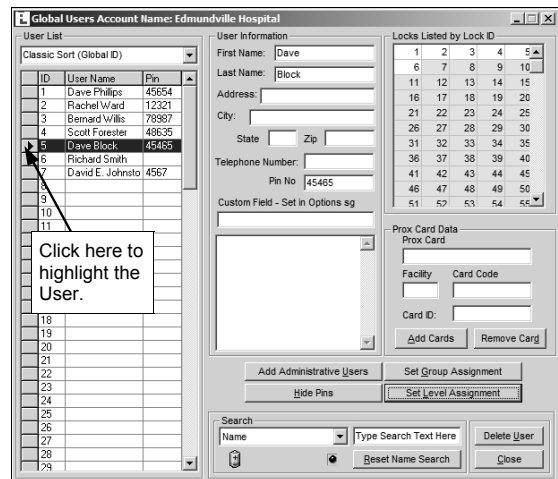 Global Users Account Name: Edmundville Hospital
User List
Classic Sort (Global ID)
ID User Name Pin
1 Dave Phillips 45654
2 Rachel Ward 12321
3 Bernard Willis 78987
4 Scott Forester 48635
5 Dave Block 45465
6 Richard Smith
7 David E. Johnsto 4567
8
9
10
11
Click here to
highlight the
User.
18
19
20
21
22
23
24
25
26
27
28
29
User Information
First Name: Dave
Last Name: Block
Address:
City:
State Zip
Telephone Number:
Pin No 45465
Custom Field - Set in Options sg
Locks Listed by Lock ID
1 2 3 4 5
6 7 8 9 10
11 12 13 14 15
16 17 18 19 20
21 22 23 24 25
26 27 28 29 30
31 32 33 34 35
36 37 38 39 40
41 42 43 44 45
46 47 48 49 50
51 52 53 54 55
Prox Card Data
Prox Card
Facility Card Code
Card ID:
Add Cards Remove Card
Add Administrative Users Set Group Assignment
Hide Pins Set Level Assignment
Search
Name Type Search Text Here Delete User
Reset Name Search Close